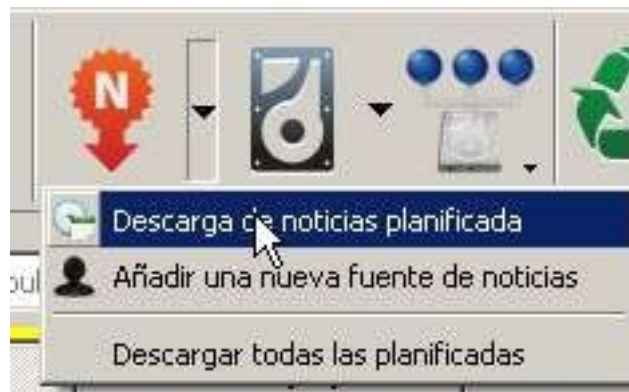 N
Descarga de noticias planificada
Añadir una nueva fuente de noticias
Descargar todas las planificadas